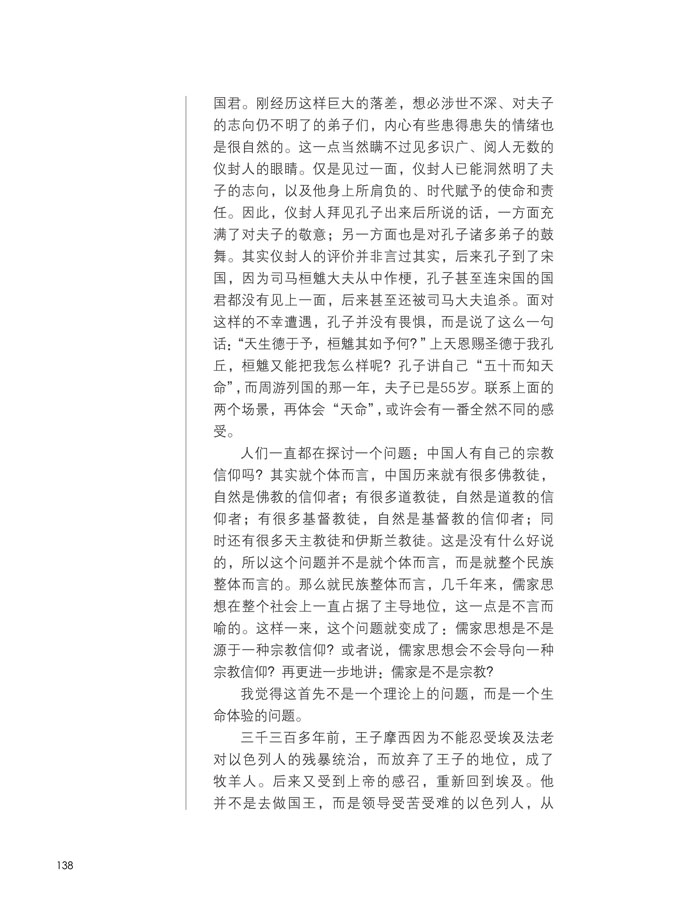 国君。刚经历这样巨大的落差，想必涉世不深、对夫子
的志向仍不明了的弟子们，内心有些患得患失的情绪也
是很自然的。这一点当然瞒不过见多识广、阅人无数的
仪封人的眼睛。仅是见过一面，仪封人已能洞然明了夫
子的志向，以及他身上所肩负的、时代赋予的使命和责
任。因此，仪封人拜见孔子出来后所说的话，一方面充
满了对夫子的敬意；另一方面也是对孔子诸多弟子的鼓
舞。其实仪封人的评价并非言过其实，后来孔子到了宋
国，因为司马桓魋大夫从中作梗，孔子甚至连宋国的国
君都没有见上一面，后来甚至还被司马大夫追杀。面对
这样的不幸遭遇，孔子并没有畏惧，而是说了这么一句
话：“天生德于予，桓魋其如予何？”上天恩赐圣德于我孔
丘，桓魋又能把我怎么样呢？孔子讲自己“五十而知天
命”，而周游列国的那一年，夫子已是55岁。联系上面的
两个场景，再体会“天命”，或许会有一番全然不同的感
受。
人们一直都在探讨一个问题：中国人有自己的宗教
信仰吗？其实就个体而言，中国历来就有很多佛教徒，
自然是佛教的信仰者；有很多道教徒，自然是道教的信
仰者；有很多基督教徒，自然是基督教的信仰者；同
时还有很多天主教徒和伊斯兰教徒。这是没有什么好说
的，所以这个问题并不是就个体而言，而是就整个民族
整体而言的。那么就民族整体而言，几千年来，儒家思
想在整个社会上一直占据了主导地位，这一点是不言而
喻的。这样一来，这个问题就变成了：儒家思想是不是
源于一种宗教信仰？或者说，儒家思想会不会导向一种
宗教信仰？再更进一步地讲：儒家是不是宗教？
我觉得这首先不是一个理论上的问题，而是一个生
命体验的问题。
三千三百多年前，王子摩西因为不能忍受埃及法老
对以色列人的残暴统治，而放弃了王子的地位，成了
牧羊人。后来又受到上帝的感召，重新回到埃及。他
并不是去做国王，而是领导受苦受难的以色列人，从
138